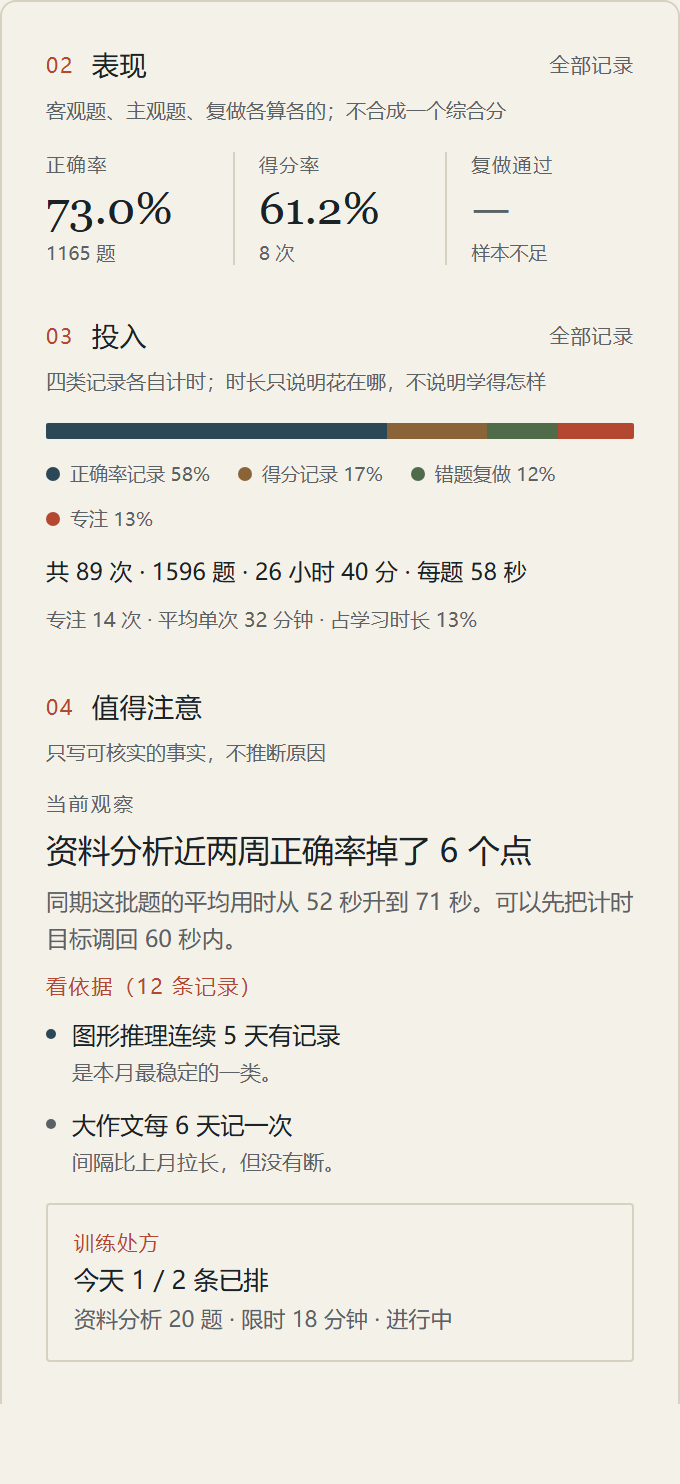 02 表现 全部记录
客观题、主观题、复做各算各的；不合成一个综合分
正确率 得分率 复做通过
73.0% 61.2% —
1165 题 8 次 样本不足
03 投入 全部记录
四类记录各自计时；时长只说明花在哪，不说明学得怎样
正确率记录 58% 得分记录 17% 错题复做 12%
专注 13%
共 89 次 · 1596 题 · 26 小时 40 分 · 每题 58 秒
专注 14 次 · 平均单次 32 分钟 · 占学习时长 13%
04 值得注意
只写可核实的事实，不推断原因
当前观察
资料分析近两周正确率掉了 6 个点
同期这批题的平均用时从 52 秒升到 71 秒。可以先把计时
目标调回 60 秒内。
看依据（12 条记录）
图形推理连续 5 天有记录
是本月最稳定的一类。
大作文每 6 天记一次
间隔比上月拉长，但没有断。
训练处方
今天 1 / 2 条已排
资料分析 20 题 · 限时 18 分钟 · 进行中